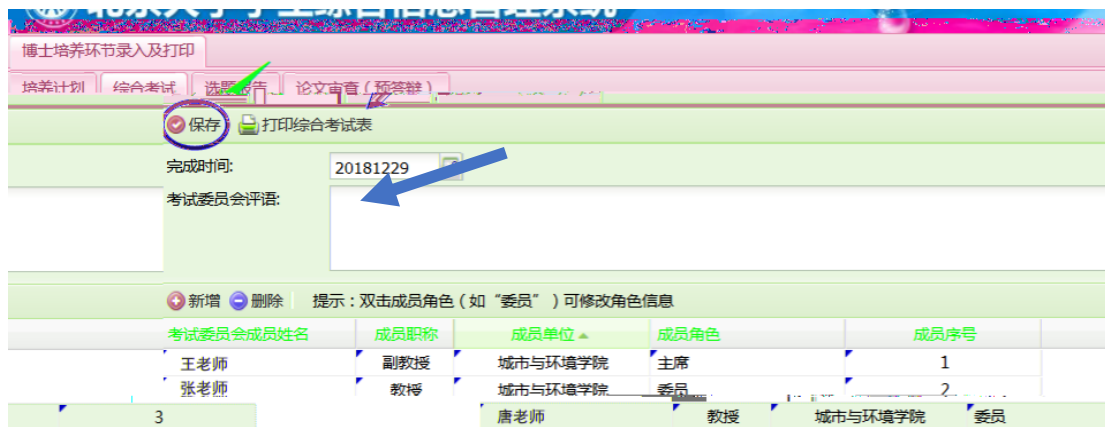 博士培养环节录入及打印
培养计划 综合考试 选题报告 论文审查(预答辩)
保存 打印综合考试表
完成时间: 20181229
考试委员会评语:
新增 删除 提示:双击成员角色(如“委员”)可修改角色信息
考试委员会成员姓名 成员职称 成员单位 成员角色 成员序号
王老师 副教授 城市与环境学院 主席 1
张老师 教授 城市与环境学院 委员 2
3 唐老师 教授 城市与环境学院 委员